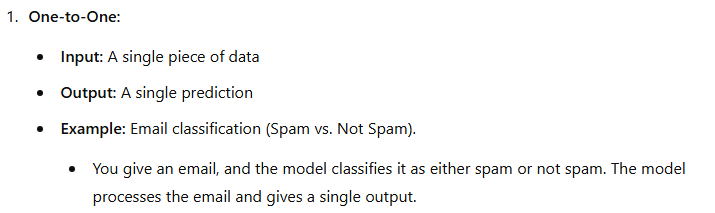 1. One-to-One:
• Input: A single piece of data
• Output: A single prediction
• Example: Email classification (Spam vs. Not Spam).
• You give an email, and the model classifies it as either spam or not spam. The model
processes the email and gives a single output.